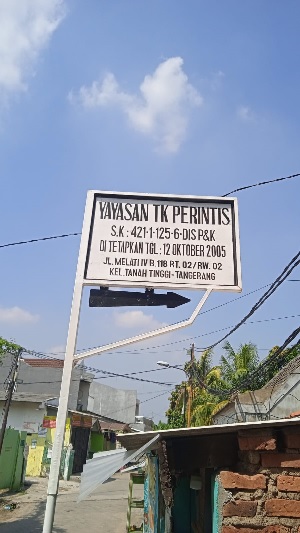 YAYASAN TK PERINTIS
S.K : 421·1·125·6·DIS P&K
DI TETAPKAN TGL : 12 OKTOBER 2005
JL. MELATI IV B. 118 RT. 02/RW. 02
KEL. TANAH TINGGI-TANGERANG